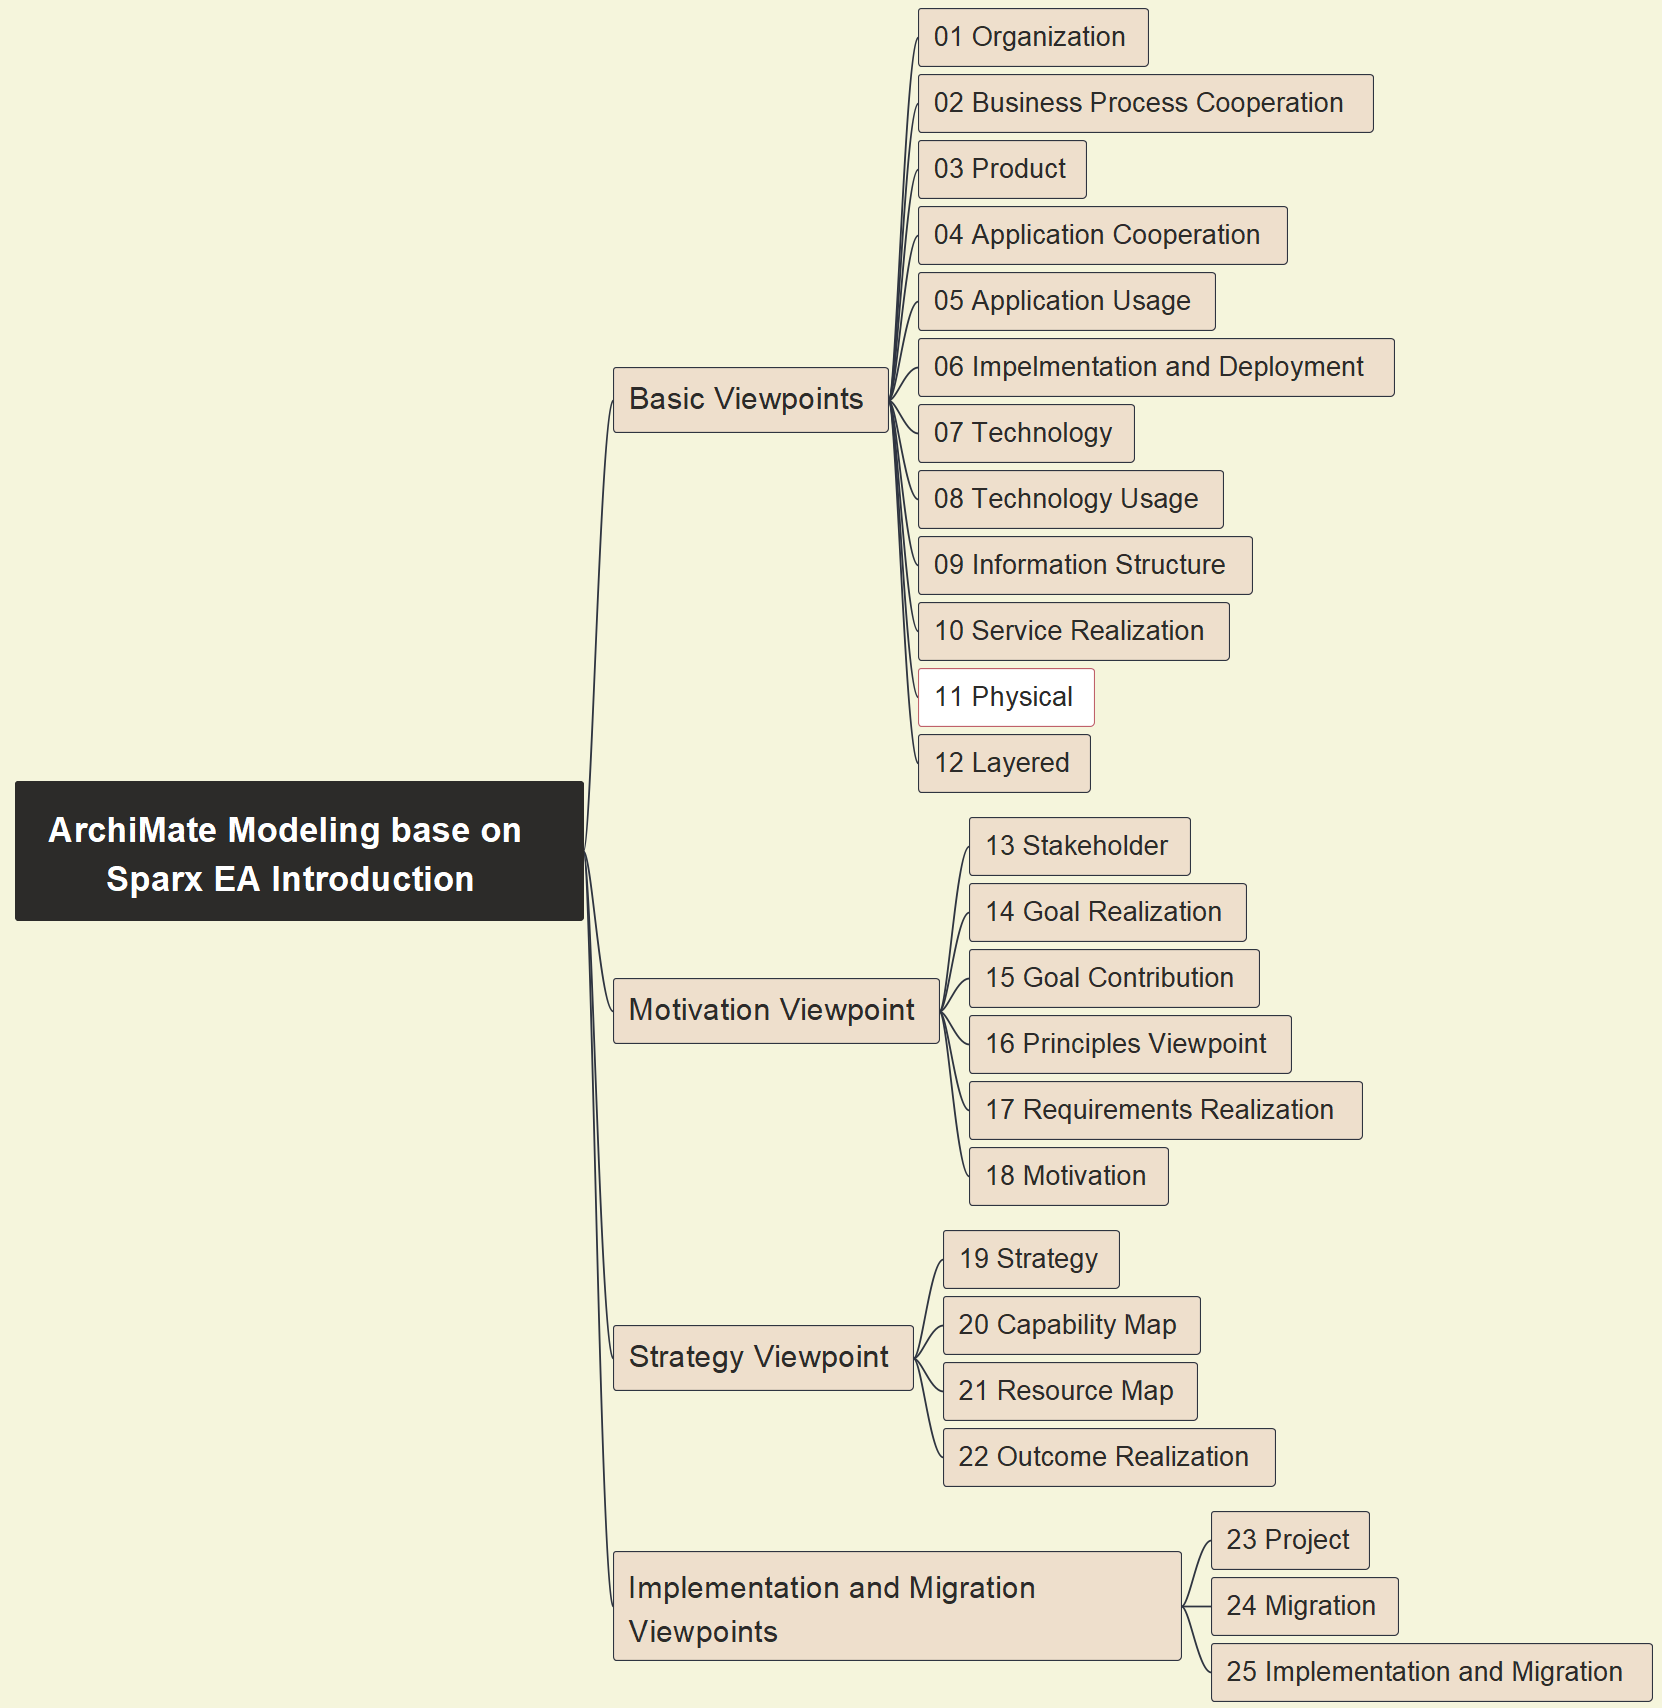 ArchiMate Modeling base on
Sparx EA Introduction
Basic Viewpoints
01 Organization
02 Business Process Cooperation
03 Product
04 Application Cooperation
05 Application Usage
06 Impelmentation and Deployment
07 Technology
08 Technology Usage
09 Information Structure
10 Service Realization
11 Physical
12 Layered
Motivation Viewpoint
13 Stakeholder
14 Goal Realization
15 Goal Contribution
16 Principles Viewpoint
17 Requirements Realization
18 Motivation
Strategy Viewpoint
19 Strategy
20 Capability Map
21 Resource Map
22 Outcome Realization
Implementation and Migration
Viewpoints
23 Project
24 Migration
25 Implementation and Migration